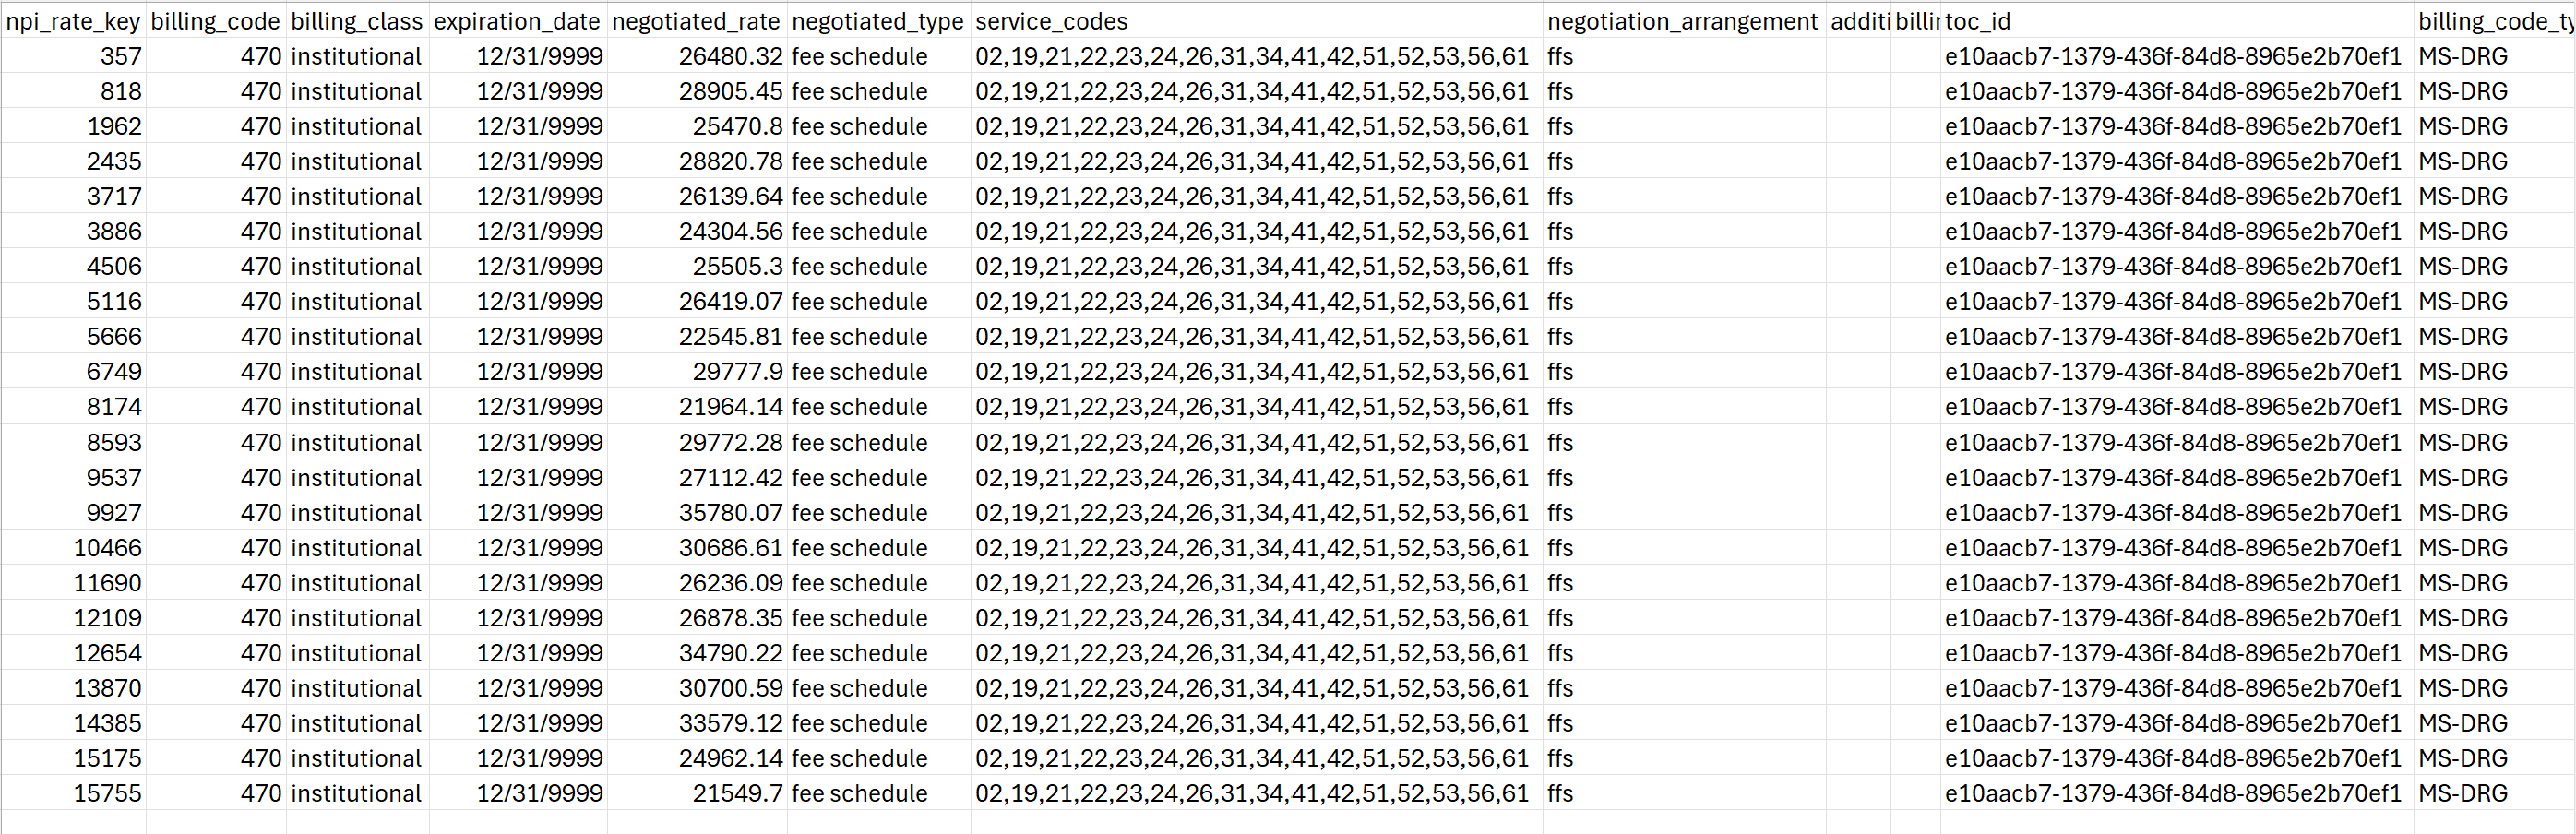 npi_rate_key billing_code billing_class expiration_date negotiated_rate negotiated_type service_codes negotiation_arrangement additi billin toc_id billing_code_ty
357 470 institutional 12/31/9999 26480.32 fee schedule 02,19,21,22,23,24,26,31,34,41,42,51,52,53,56,61 ffs e10aacb7-1379-436f-84d8-8965e2b70ef1 MS-DRG
818 470 institutional 12/31/9999 28905.45 fee schedule 02,19,21,22,23,24,26,31,34,41,42,51,52,53,56,61 ffs e10aacb7-1379-436f-84d8-8965e2b70ef1 MS-DRG
1962 470 institutional 12/31/9999 25470.8 fee schedule 02,19,21,22,23,24,26,31,34,41,42,51,52,53,56,61 ffs e10aacb7-1379-436f-84d8-8965e2b70ef1 MS-DRG
2435 470 institutional 12/31/9999 28820.78 fee schedule 02,19,21,22,23,24,26,31,34,41,42,51,52,53,56,61 ffs e10aacb7-1379-436f-84d8-8965e2b70ef1 MS-DRG
3717 470 institutional 12/31/9999 26139.64 fee schedule 02,19,21,22,23,24,26,31,34,41,42,51,52,53,56,61 ffs e10aacb7-1379-436f-84d8-8965e2b70ef1 MS-DRG
3886 470 institutional 12/31/9999 24304.56 fee schedule 02,19,21,22,23,24,26,31,34,41,42,51,52,53,56,61 ffs e10aacb7-1379-436f-84d8-8965e2b70ef1 MS-DRG
4506 470 institutional 12/31/9999 25505.3 fee schedule 02,19,21,22,23,24,26,31,34,41,42,51,52,53,56,61 ffs e10aacb7-1379-436f-84d8-8965e2b70ef1 MS-DRG
5116 470 institutional 12/31/9999 26419.07 fee schedule 02,19,21,22,23,24,26,31,34,41,42,51,52,53,56,61 ffs e10aacb7-1379-436f-84d8-8965e2b70ef1 MS-DRG
5666 470 institutional 12/31/9999 22545.81 fee schedule 02,19,21,22,23,24,26,31,34,41,42,51,52,53,56,61 ffs e10aacb7-1379-436f-84d8-8965e2b70ef1 MS-DRG
6749 470 institutional 12/31/9999 29777.9 fee schedule 02,19,21,22,23,24,26,31,34,41,42,51,52,53,56,61 ffs e10aacb7-1379-436f-84d8-8965e2b70ef1 MS-DRG
8174 470 institutional 12/31/9999 21964.14 fee schedule 02,19,21,22,23,24,26,31,34,41,42,51,52,53,56,61 ffs e10aacb7-1379-436f-84d8-8965e2b70ef1 MS-DRG
8593 470 institutional 12/31/9999 29772.28 fee schedule 02,19,21,22,23,24,26,31,34,41,42,51,52,53,56,61 ffs e10aacb7-1379-436f-84d8-8965e2b70ef1 MS-DRG
9537 470 institutional 12/31/9999 27112.42 fee schedule 02,19,21,22,23,24,26,31,34,41,42,51,52,53,56,61 ffs e10aacb7-1379-436f-84d8-8965e2b70ef1 MS-DRG
9927 470 institutional 12/31/9999 35780.07 fee schedule 02,19,21,22,23,24,26,31,34,41,42,51,52,53,56,61 ffs e10aacb7-1379-436f-84d8-8965e2b70ef1 MS-DRG
10466 470 institutional 12/31/9999 30686.61 fee schedule 02,19,21,22,23,24,26,31,34,41,42,51,52,53,56,61 ffs e10aacb7-1379-436f-84d8-8965e2b70ef1 MS-DRG
11690 470 institutional 12/31/9999 26236.09 fee schedule 02,19,21,22,23,24,26,31,34,41,42,51,52,53,56,61 ffs e10aacb7-1379-436f-84d8-8965e2b70ef1 MS-DRG
12109 470 institutional 12/31/9999 26878.35 fee schedule 02,19,21,22,23,24,26,31,34,41,42,51,52,53,56,61 ffs e10aacb7-1379-436f-84d8-8965e2b70ef1 MS-DRG
12654 470 institutional 12/31/9999 34790.22 fee schedule 02,19,21,22,23,24,26,31,34,41,42,51,52,53,56,61 ffs e10aacb7-1379-436f-84d8-8965e2b70ef1 MS-DRG
13870 470 institutional 12/31/9999 30700.59 fee schedule 02,19,21,22,23,24,26,31,34,41,42,51,52,53,56,61 ffs e10aacb7-1379-436f-84d8-8965e2b70ef1 MS-DRG
14385 470 institutional 12/31/9999 33579.12 fee schedule 02,19,21,22,23,24,26,31,34,41,42,51,52,53,56,61 ffs e10aacb7-1379-436f-84d8-8965e2b70ef1 MS-DRG
15175 470 institutional 12/31/9999 24962.14 fee schedule 02,19,21,22,23,24,26,31,34,41,42,51,52,53,56,61 ffs e10aacb7-1379-436f-84d8-8965e2b70ef1 MS-DRG
15755 470 institutional 12/31/9999 21549.7 fee schedule 02,19,21,22,23,24,26,31,34,41,42,51,52,53,56,61 ffs e10aacb7-1379-436f-84d8-8965e2b70ef1 MS-DRG